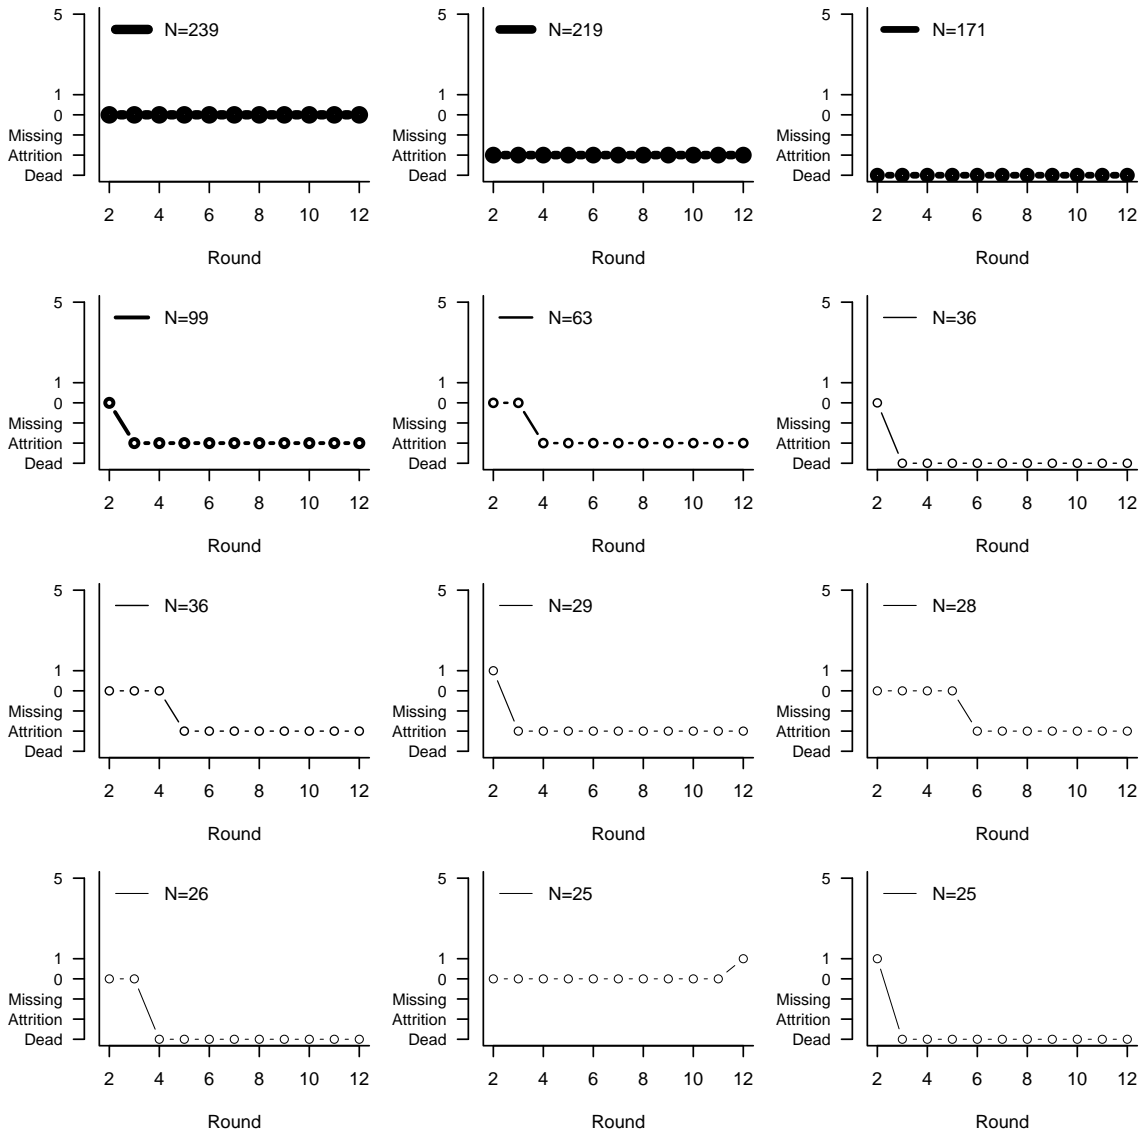 5 N=239
1
0
Missing
Attrition
Dead
2 4 6 8 10 12
Round
5 N=219
1
0
Missing
Attrition
Dead
2 4 6 8 10 12
Round
5 N=171
1
0
Missing
Attrition
Dead
2 4 6 8 10 12
Round
5 N=99
1
0
Missing
Attrition
Dead
2 4 6 8 10 12
Round
5 N=63
1
0
Missing
Attrition
Dead
2 4 6 8 10 12
Round
5 N=36
1
0
Missing
Attrition
Dead
2 4 6 8 10 12
Round
5 N=36
1
0
Missing
Attrition
Dead
2 4 6 8 10 12
Round
5 N=29
1
0
Missing
Attrition
Dead
2 4 6 8 10 12
Round
5 N=28
1
0
Missing
Attrition
Dead
2 4 6 8 10 12
Round
5 N=26
1
0
Missing
Attrition
Dead
2 4 6 8 10 12
Round
5 N=25
1
0
Missing
Attrition
Dead
2 4 6 8 10 12
Round
5 N=25
1
0
Missing
Attrition
Dead
2 4 6 8 10 12
Round